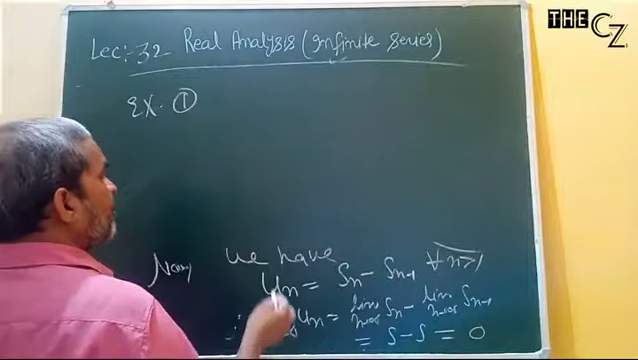 THE CZ
Lec:- 32 Real Analysis (Infinite Series)
Ex. ①
Now we have
Un = Sn - Sn-1 ∀ n>1
∴ Un = lim n→∞ Sn - lim n→∞ Sn-1
= S - S = 0